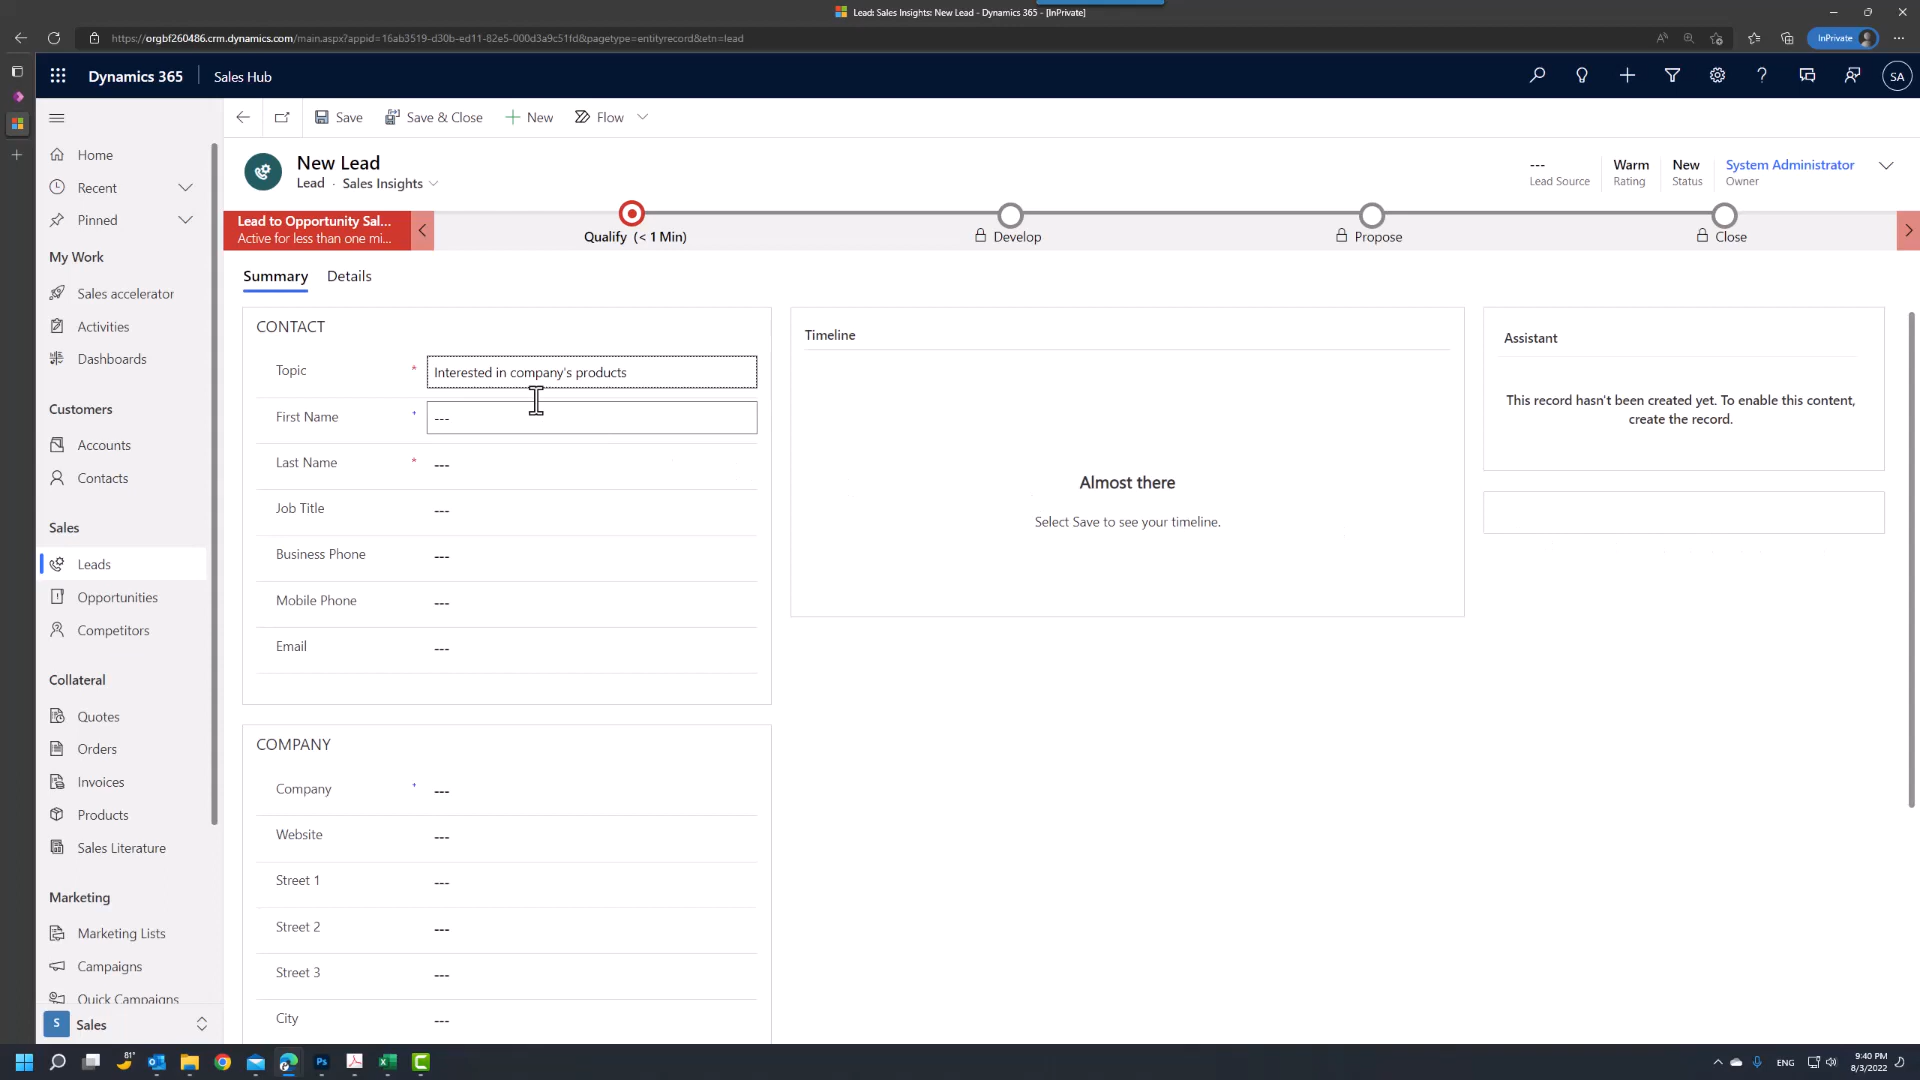 Lead: Sales Insights: New Lead - Dynamics 365 - [InPrivate]
https://orgbf260486.crm.dynamics.com/main.aspx?appid=16ab3519-d30b-ed11-82e5-000d3a9c51fd&pagetype=entityrecord&etn=lead
InPrivate
Dynamics 365
Sales Hub
SA
Save
Save & Close
New
Flow
Home
Recent
Pinned
My Work
Sales accelerator
Activities
Dashboards
Customers
Accounts
Contacts
Sales
Leads
Opportunities
Competitors
Collateral
Quotes
Orders
Invoices
Products
Sales Literature
Marketing
Marketing Lists
Campaigns
Quick Campaigns
S
Sales
New Lead
Lead · Sales Insights
---
Lead Source
Warm
Rating
New
Status
System Administrator
Owner
Lead to Opportunity Sal...
Active for less than one mi...
Qualify (< 1 Min)
Develop
Propose
Close
Summary
Details
CONTACT
Topic * Interested in company's products
First Name + ---
Last Name * ---
Job Title ---
Business Phone ---
Mobile Phone ---
Email ---
COMPANY
Company + ---
Website ---
Street 1 ---
Street 2 ---
Street 3 ---
City ---
Timeline
Almost there
Select Save to see your timeline.
Assistant
This record hasn't been created yet. To enable this content,
create the record.
81°
Ps
ENG
9:40 PM
8/3/2022